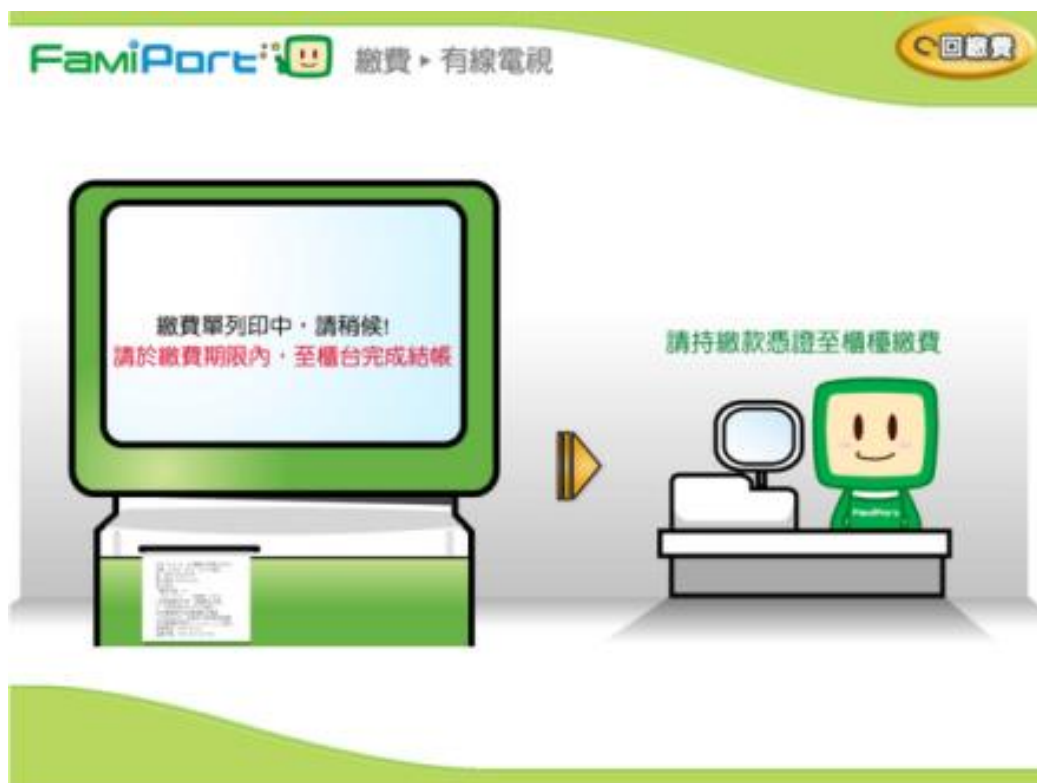 FamiPort 繳費▸有線電視
回繳費
繳費單列印中，請稍候!
請於繳費期限內，至櫃台完成結帳
請持繳款憑證至櫃檯繳費
FamiPort